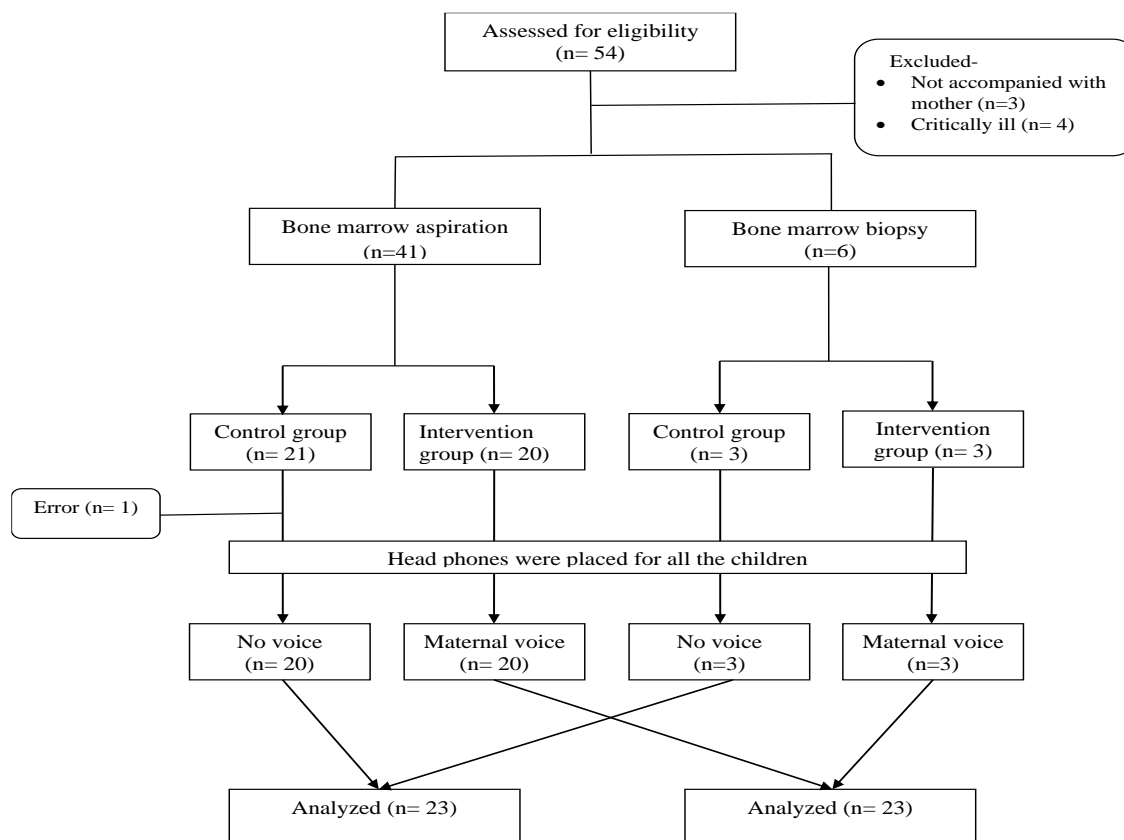 Assessed for eligibility
(n= 54)
Excluded-
• Not accompanied with
mother (n=3)
• Critically ill (n= 4)
Bone marrow aspiration
(n=41)
Bone marrow biopsy
(n=6)
Control group
(n= 21)
Intervention
group (n= 20)
Control group
(n= 3)
Intervention
group (n= 3)
Error (n= 1)
Head phones were placed for all the children
No voice
(n= 20)
Maternal voice
(n= 20)
No voice
(n=3)
Maternal voice
(n=3)
Analyzed (n= 23)
Analyzed (n= 23)